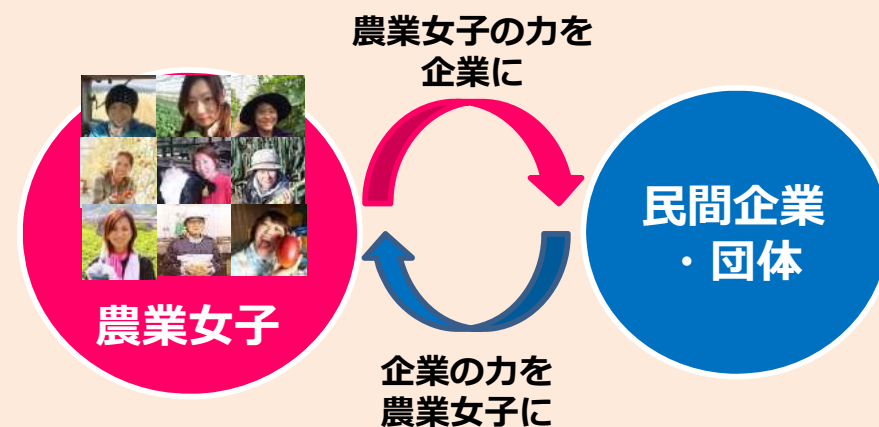 農業女子の力を
企業に
農業女子
民間企業
・団体
企業の力を
農業女子に